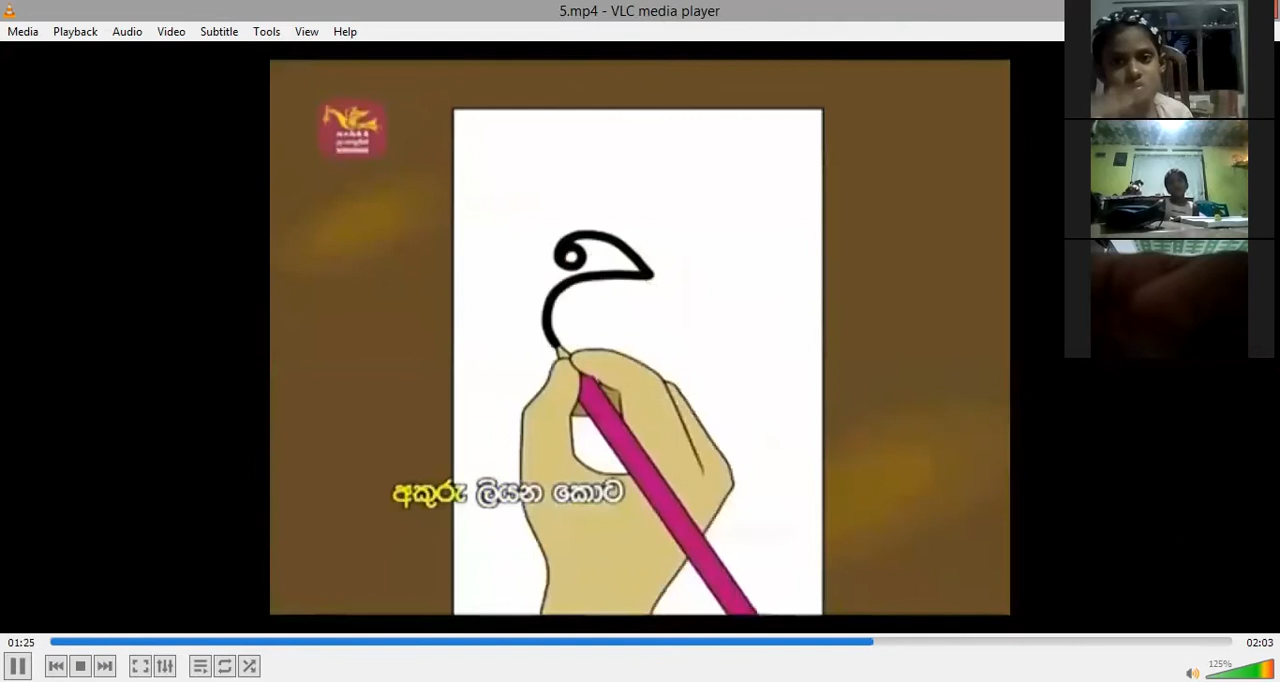 5.mp4 - VLC media player
Media Playback Audio Video Subtitle Tools View Help
අකුරු ලියන කොට
01:25
02:03
125%